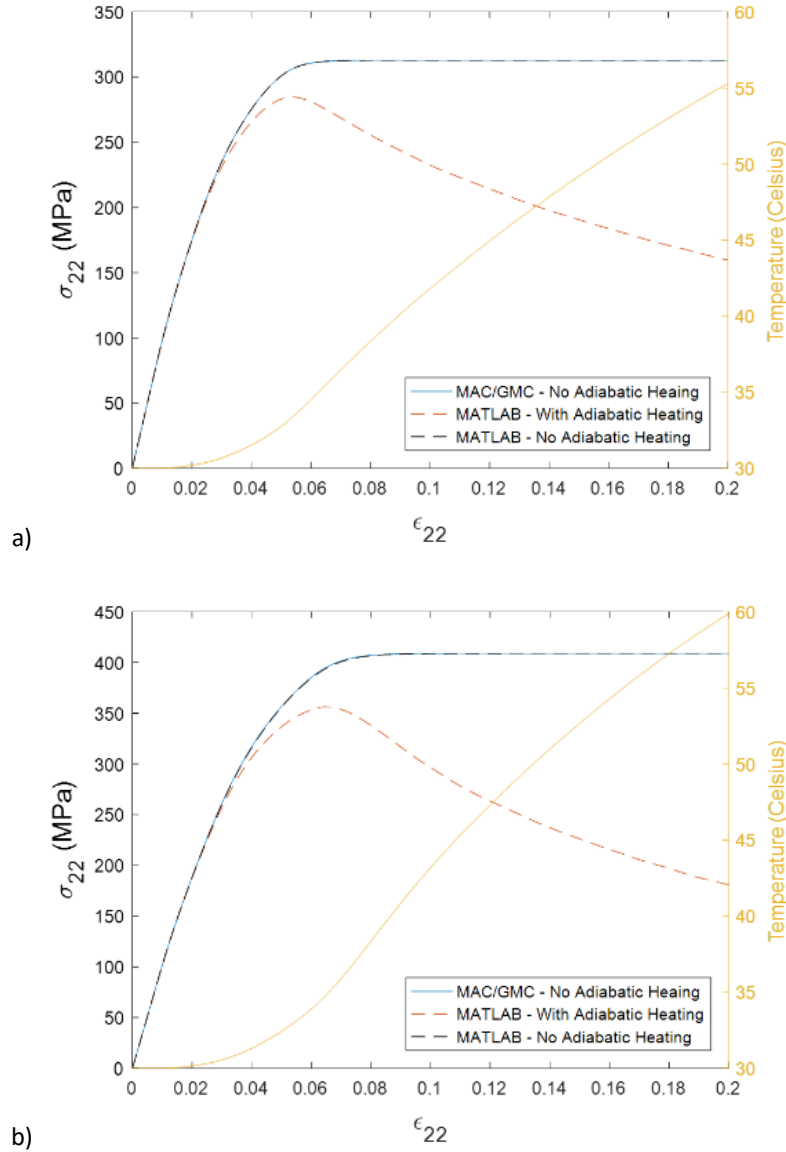 350
300
250
200
150
100
50
0
σ22 (MPa)
60
55
50
45
40
35
30
Temperature (Celsius)
MAC/GMC - No Adiabatic Heaing
MATLAB - With Adiabatic Heating
MATLAB - No Adiabatic Heating
0 0.02 0.04 0.06 0.08 0.1 0.12 0.14 0.16 0.18 0.2
ϵ22
a)
450
400
350
300
250
200
150
100
50
0
σ22 (MPa)
60
55
50
45
40
35
30
Temperature (Celsius)
MAC/GMC - No Adiabatic Heaing
MATLAB - With Adiabatic Heating
MATLAB - No Adiabatic Heating
0 0.02 0.04 0.06 0.08 0.1 0.12 0.14 0.16 0.18 0.2
ϵ22
b)